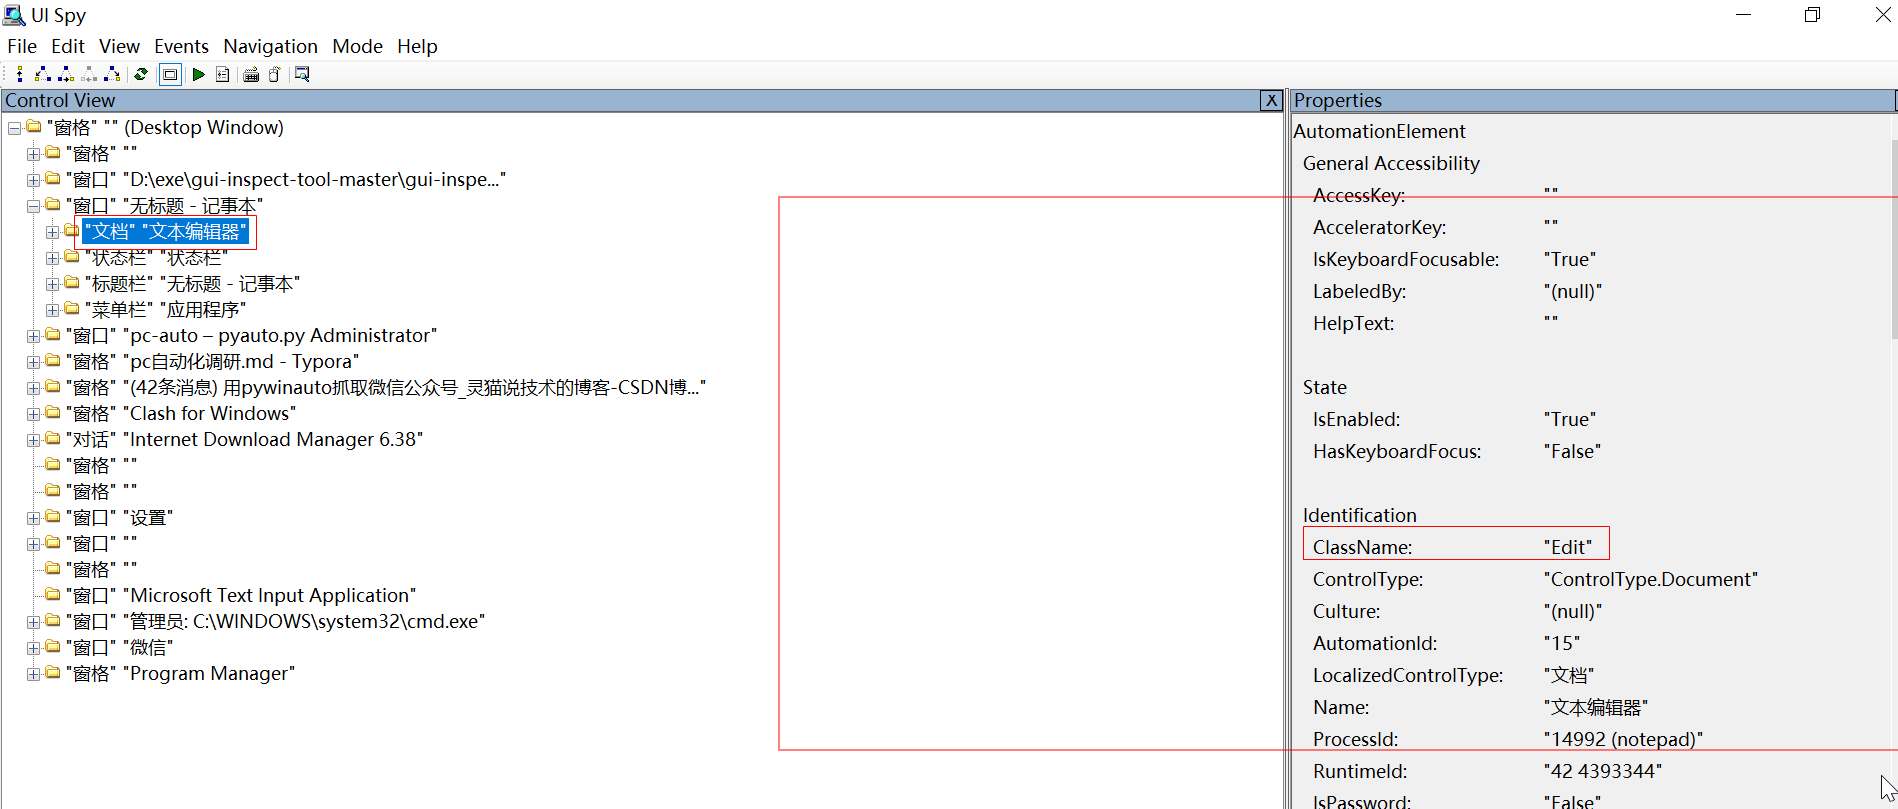 UI Spy
File Edit View Events Navigation Mode Help
Control View X
"窗格" "" (Desktop Window)
"窗格" ""
"窗口" "D:\exe\gui-inspect-tool-master\gui-inspe..."
"窗口" "无标题 - 记事本"
"文档" "文本编辑器"
"状态栏" "状态栏"
"标题栏" "无标题 - 记事本"
"菜单栏" "应用程序"
"窗口" "pc-auto – pyauto.py Administrator"
"窗格" "pc自动化调研.md - Typora"
"窗格" "(42条消息) 用pywinauto抓取微信公众号_灵猫说技术的博客-CSDN博..."
"窗格" "Clash for Windows"
"对话" "Internet Download Manager 6.38"
"窗格" ""
"窗格" ""
"窗口" "设置"
"窗口" ""
"窗格" ""
"窗口" "Microsoft Text Input Application"
"窗口" "管理员: C:\WINDOWS\system32\cmd.exe"
"窗口" "微信"
"窗格" "Program Manager"
Properties
AutomationElement
General Accessibility
AccessKey: ""
AcceleratorKey: ""
IsKeyboardFocusable: "True"
LabeledBy: "(null)"
HelpText: ""
State
IsEnabled: "True"
HasKeyboardFocus: "False"
Identification
ClassName: "Edit"
ControlType: "ControlType.Document"
Culture: "(null)"
AutomationId: "15"
LocalizedControlType: "文档"
Name: "文本编辑器"
ProcessId: "14992 (notepad)"
RuntimeId: "42 4393344"
IsPassword: "False"